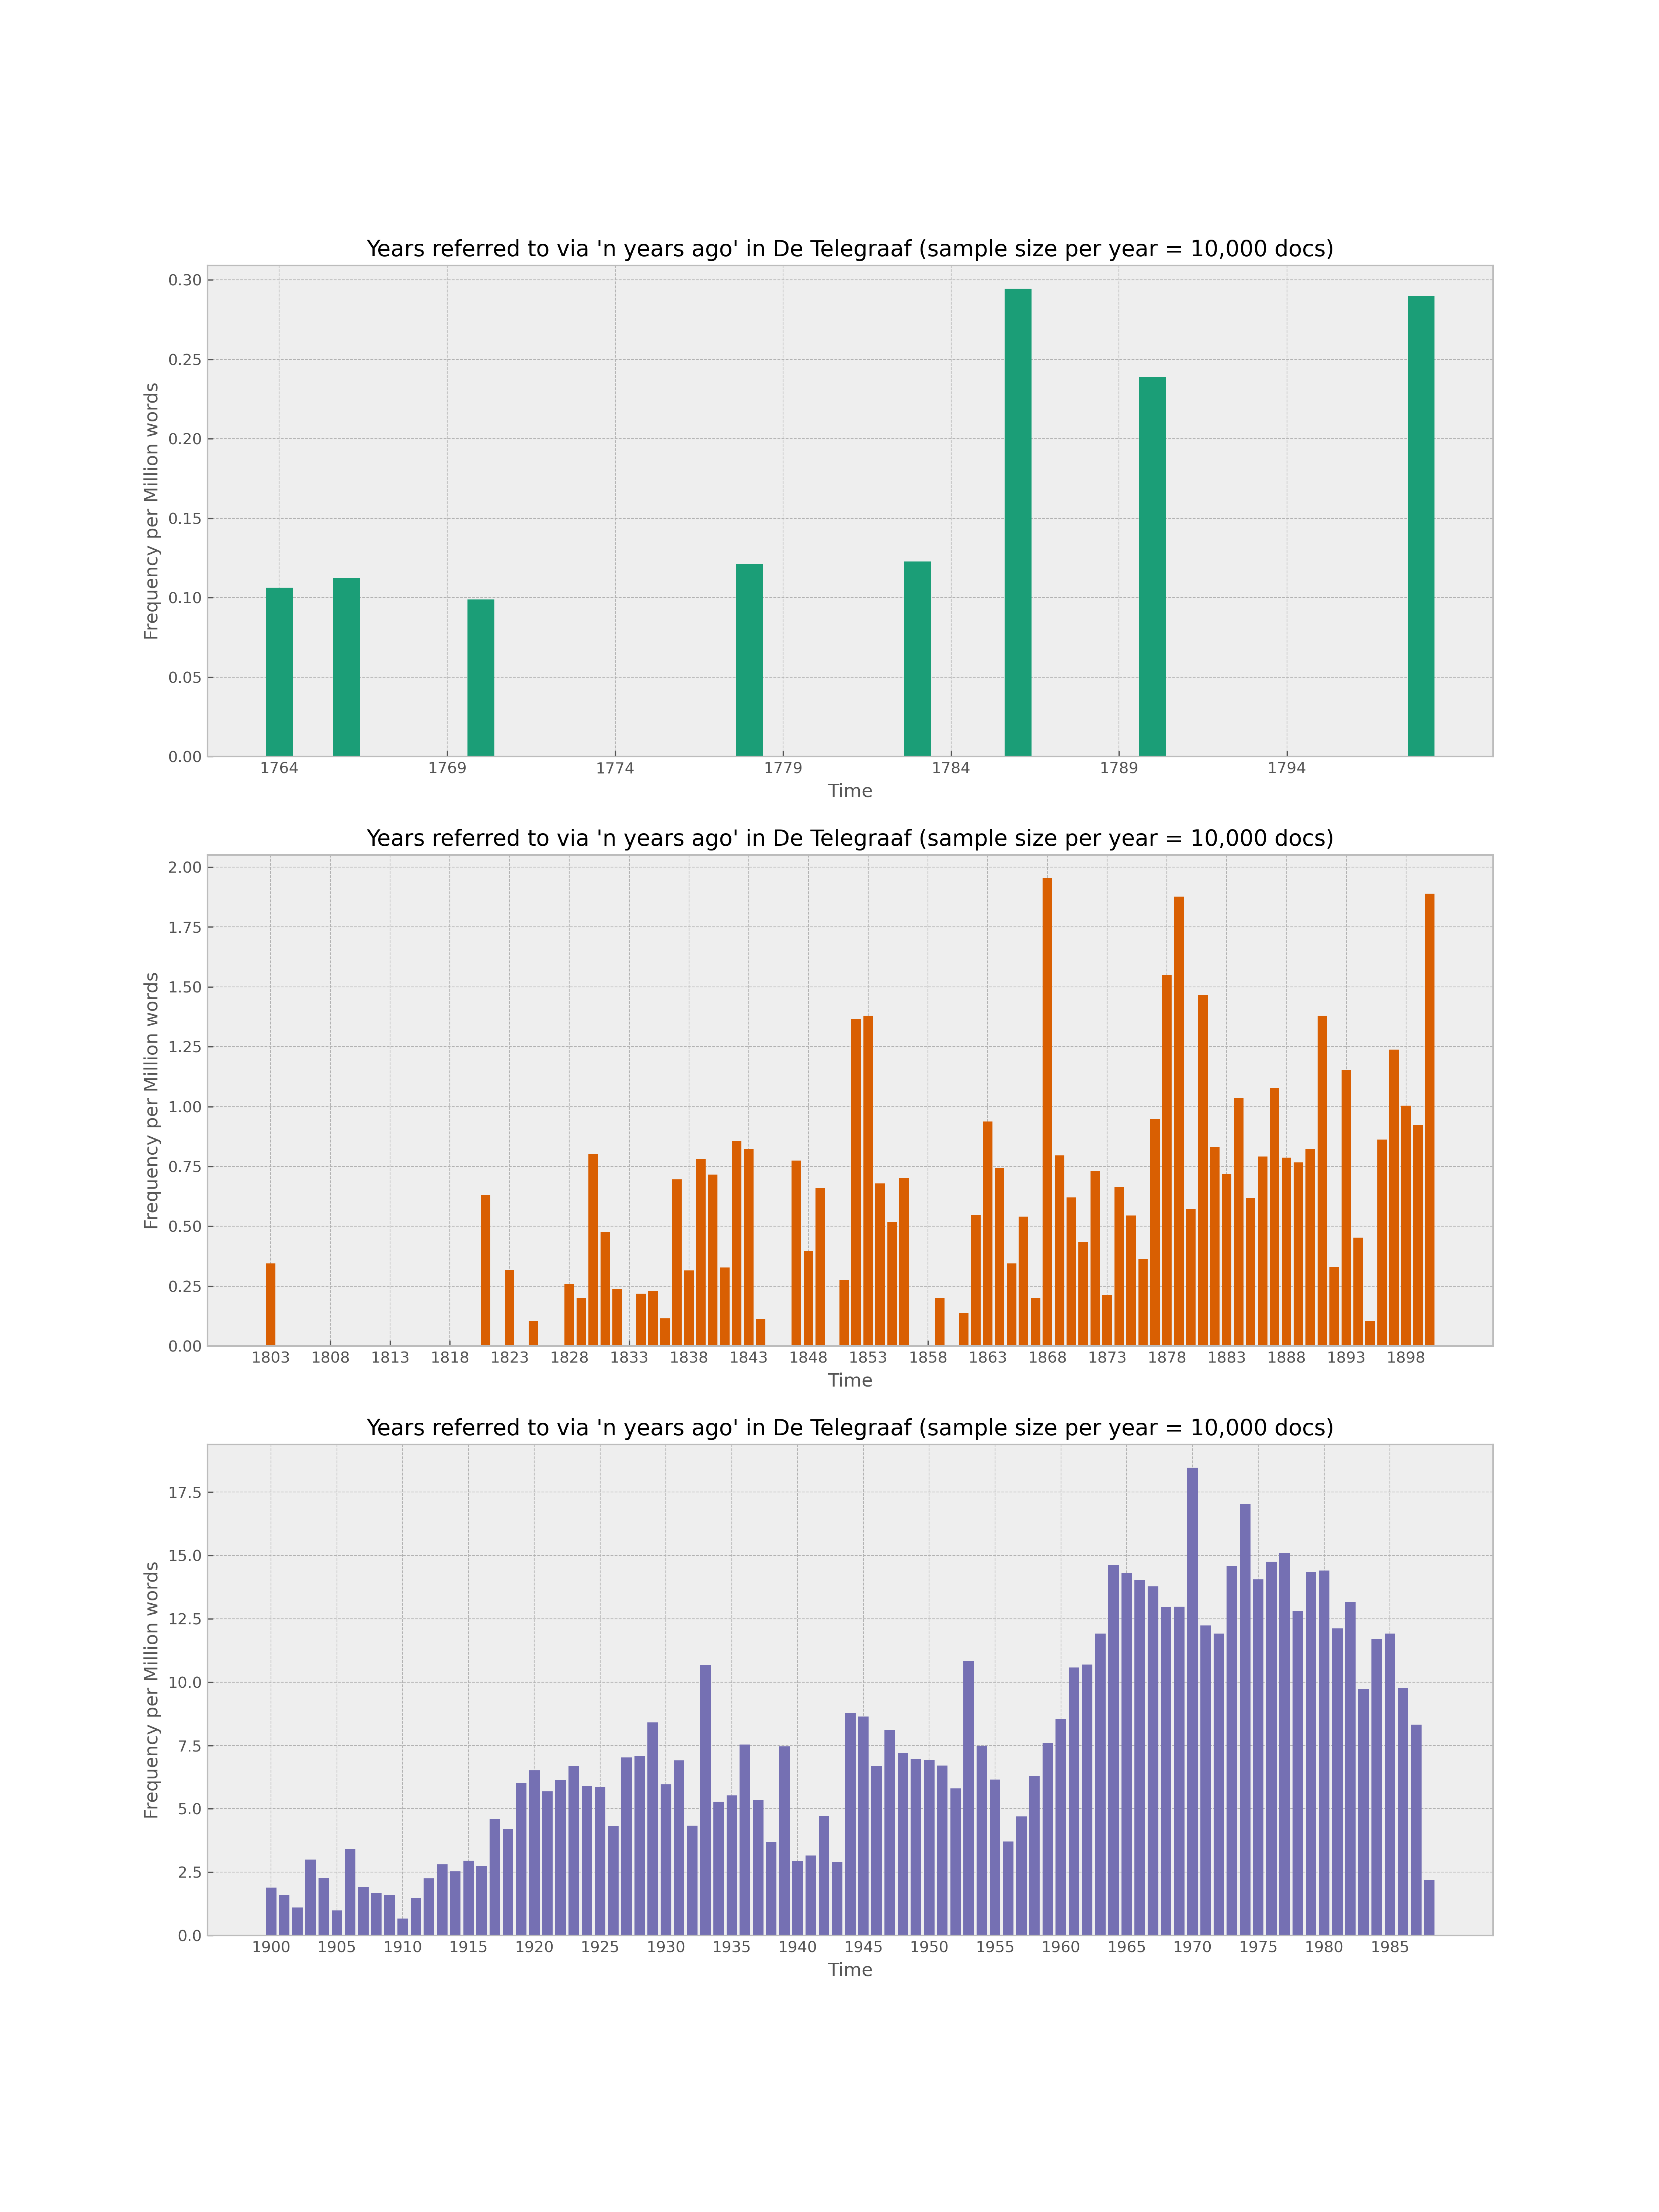 Years referred to via 'n years ago' in De Telegraaf (sample size per year = 10,000 docs)
0.30
0.25
0.20
0.15
0.10
0.05
0.00
Frequency per Million words
1764 1769 1774 1779 1784 1789 1794
Time
Years referred to via 'n years ago' in De Telegraaf (sample size per year = 10,000 docs)
2.00
1.75
1.50
1.25
1.00
0.75
0.50
0.25
0.00
Frequency per Million words
1803 1808 1813 1818 1823 1828 1833 1838 1843 1848 1853 1858 1863 1868 1873 1878 1883 1888 1893 1898
Time
Years referred to via 'n years ago' in De Telegraaf (sample size per year = 10,000 docs)
17.5
15.0
12.5
10.0
7.5
5.0
2.5
0.0
Frequency per Million words
1900 1905 1910 1915 1920 1925 1930 1935 1940 1945 1950 1955 1960 1965 1970 1975 1980 1985
Time